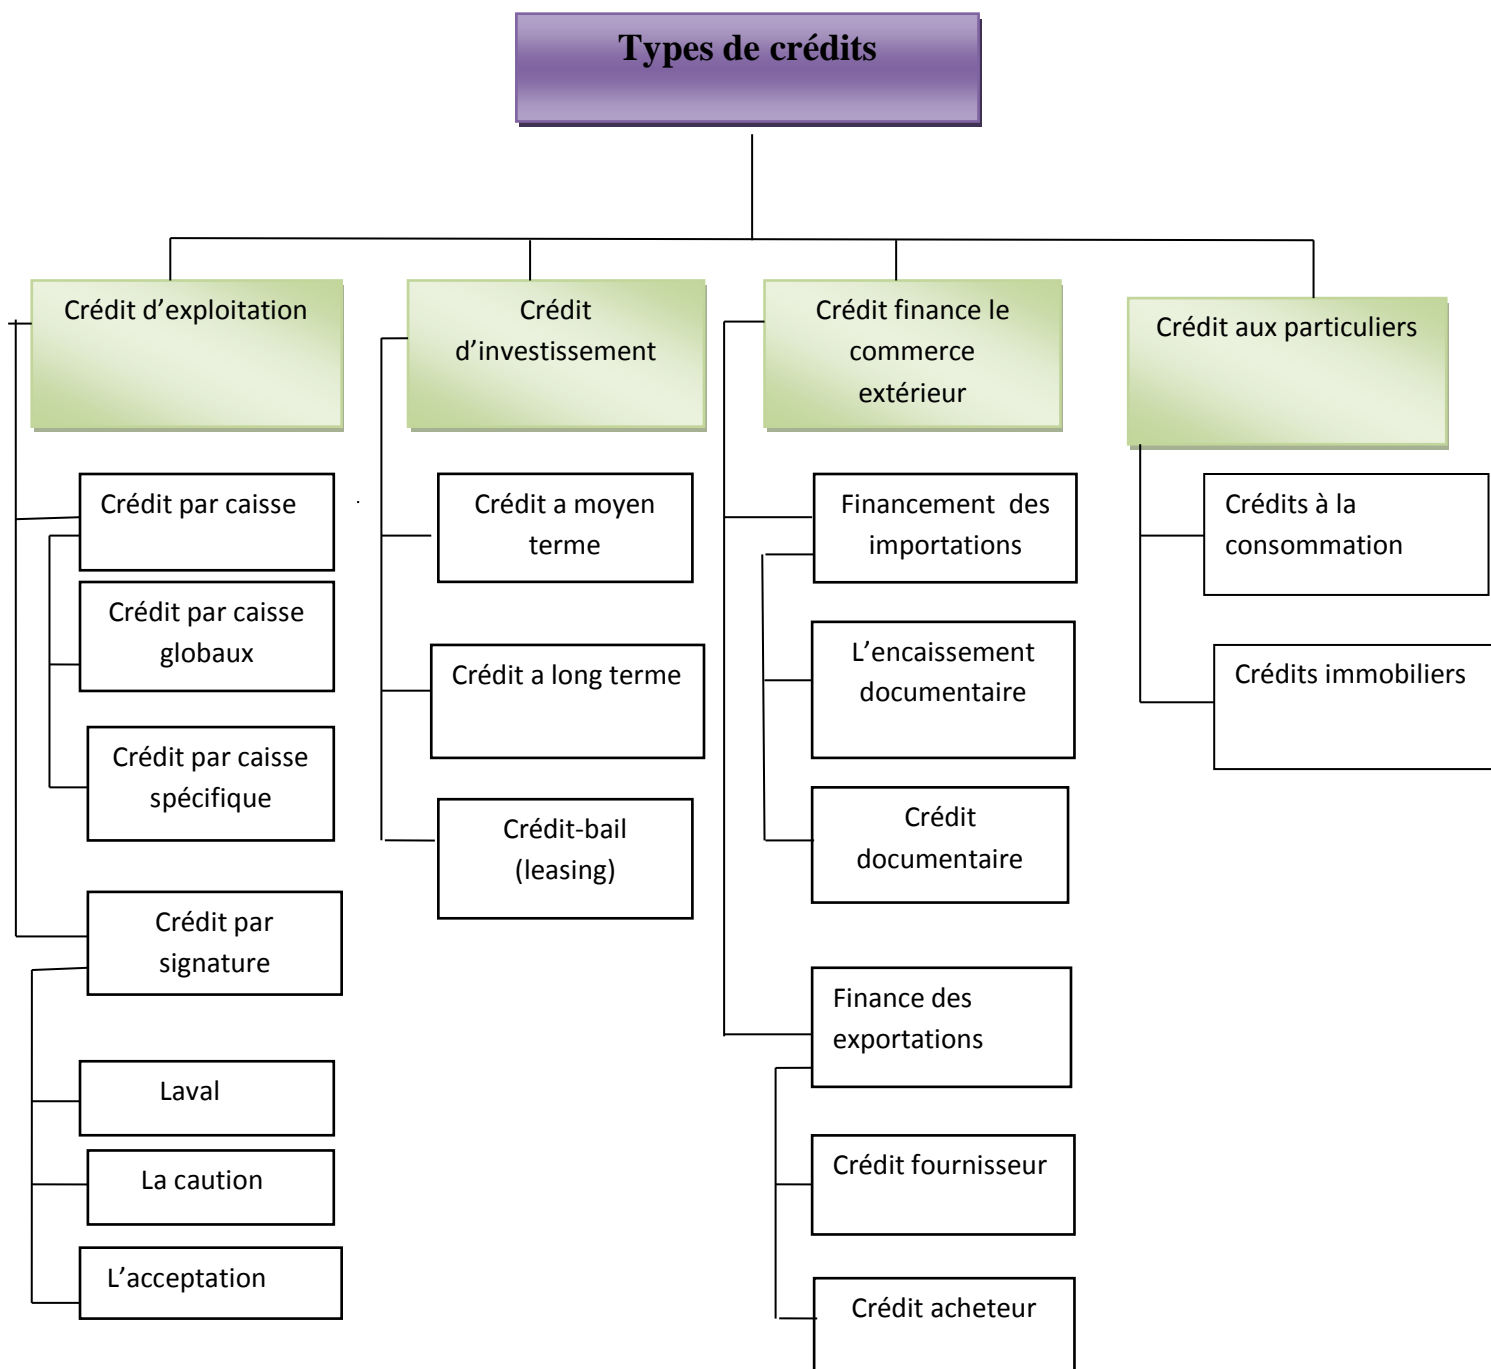 Types de crédits
Crédit d’exploitation
Crédit
d’investissement
Crédit finance le
commerce
extérieur
Crédit aux particuliers
Crédit par caisse
Crédit par caisse
globaux
Crédit par caisse
spécifique
Crédit par
signature
Laval
La caution
L’acceptation
Crédit a moyen
terme
Crédit a long terme
Crédit-bail
(leasing)
Financement des
importations
L’encaissement
documentaire
Crédit
documentaire
Finance des
exportations
Crédit fournisseur
Crédit acheteur
Crédits à la
consommation
Crédits immobiliers